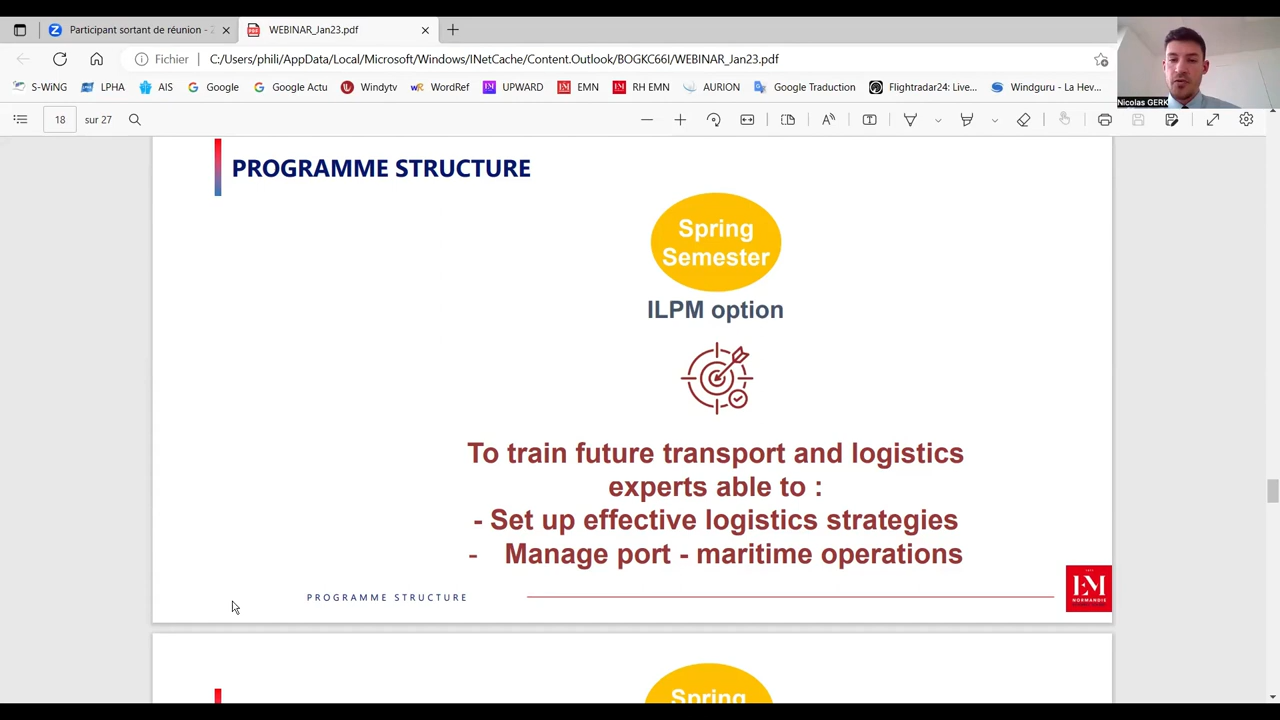 Participant sortant de réunion - Z
WEBINAR_Jan23.pdf
Fichier
C:/Users/phili/AppData/Local/Microsoft/Windows/INetCache/Content.Outlook/BOGKC66I/WEBINAR_Jan23.pdf
S-WiNG
LPHA
AIS
Google
Google Actu
Windytv
WordRef
UPWARD
EMN
RH EMN
AURION
Google Traduction
Flightradar24: Live...
Windguru - La Hev...
Nicolas GERK
18
sur 27
PROGRAMME STRUCTURE
Spring
Semester
ILPM option
To train future transport and logistics
experts able to :
- Set up effective logistics strategies
- Manage port - maritime operations
PROGRAMME STRUCTURE
EM
NORMANDIE
Spring